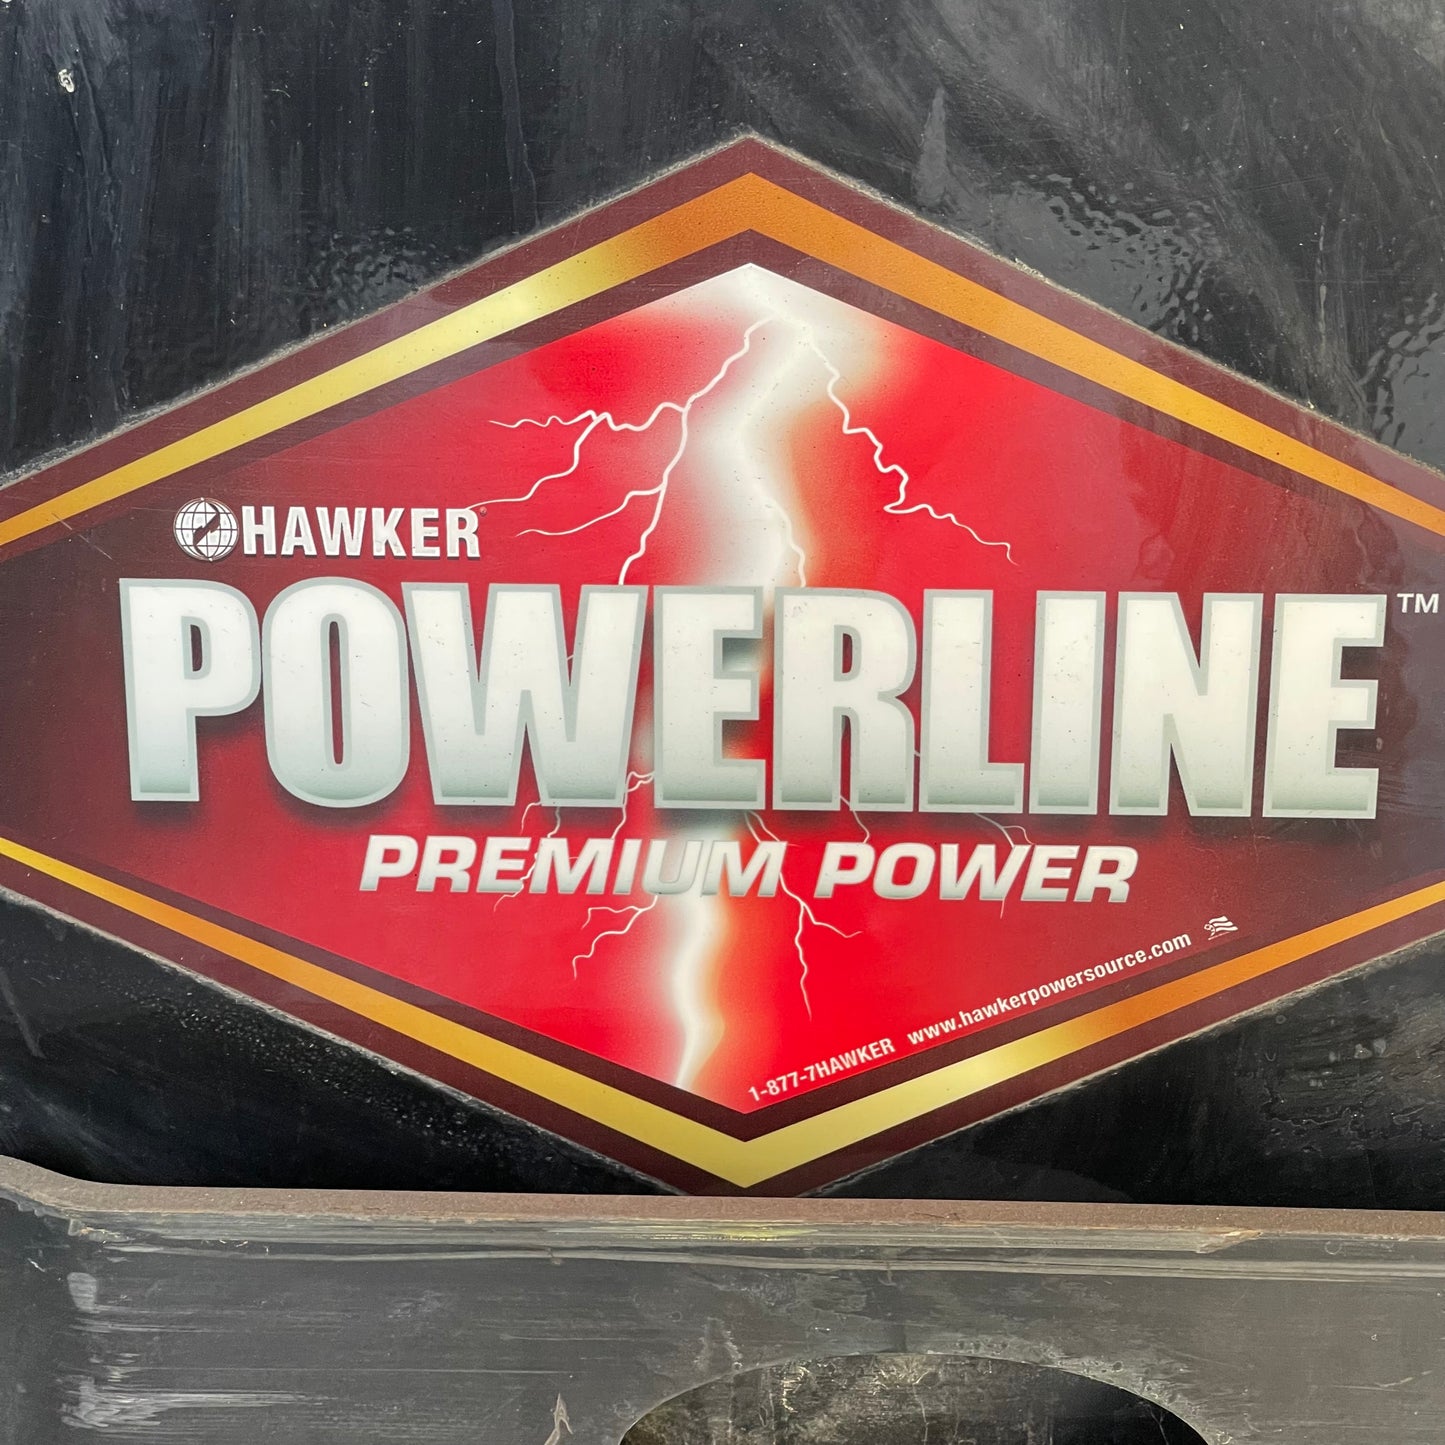 HAWKER
POWERLINE™
PREMIUM POWER
1-877-7HAWKER www.hawkerpowersource.com